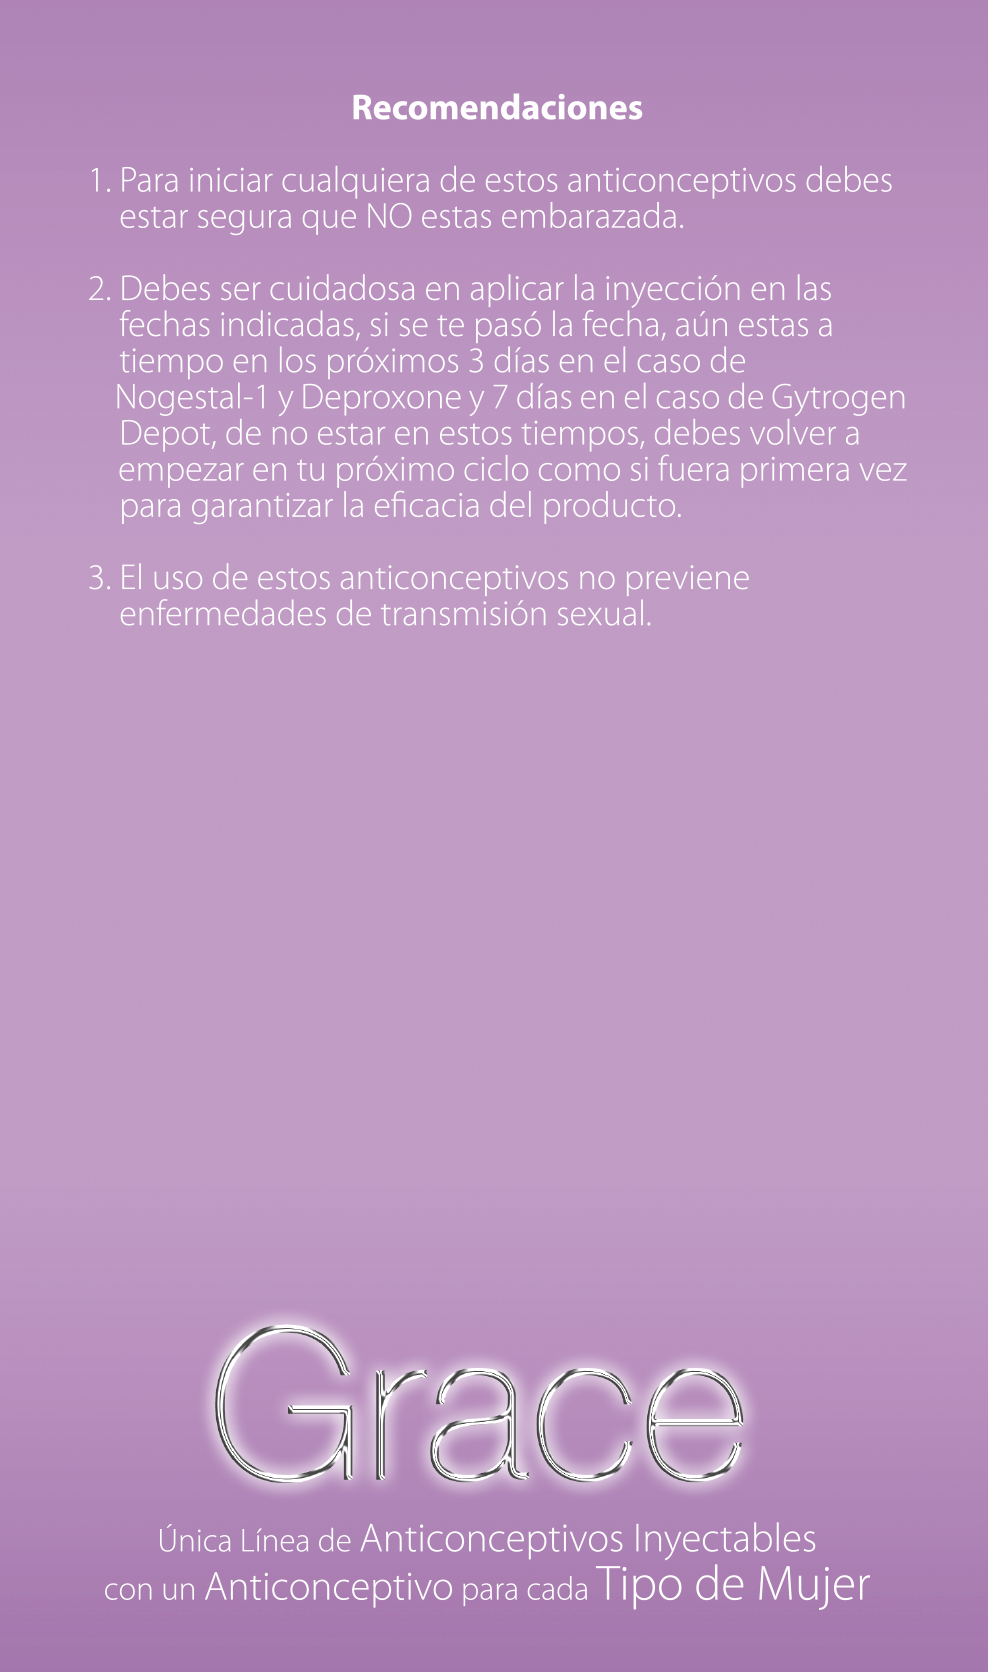 Recomendaciones
1. Para iniciar cualquiera de estos anticonceptivos debes
estar segura que NO estas embarazada.
2. Debes ser cuidadosa en aplicar la inyección en las
fechas indicadas, si se te pasó la fecha, aún estas a
tiempo en los próximos 3 días en el caso de
Nogestal-1 y Deproxone y 7 días en el caso de Gytrogen
Depot, de no estar en estos tiempos, debes volver a
empezar en tu próximo ciclo como si fuera primera vez
para garantizar la eficacia del producto.
3. El uso de estos anticonceptivos no previene
enfermedades de transmisión sexual.
Grace
Única Línea de Anticonceptivos Inyectables
con un Anticonceptivo para cada Tipo de Mujer